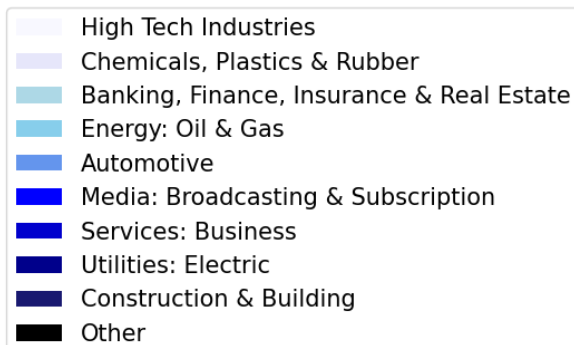 High Tech Industries
Chemicals, Plastics & Rubber
Banking, Finance, Insurance & Real Estate
Energy: Oil & Gas
Automotive
Media: Broadcasting & Subscription
Services: Business
Utilities: Electric
Construction & Building
Other